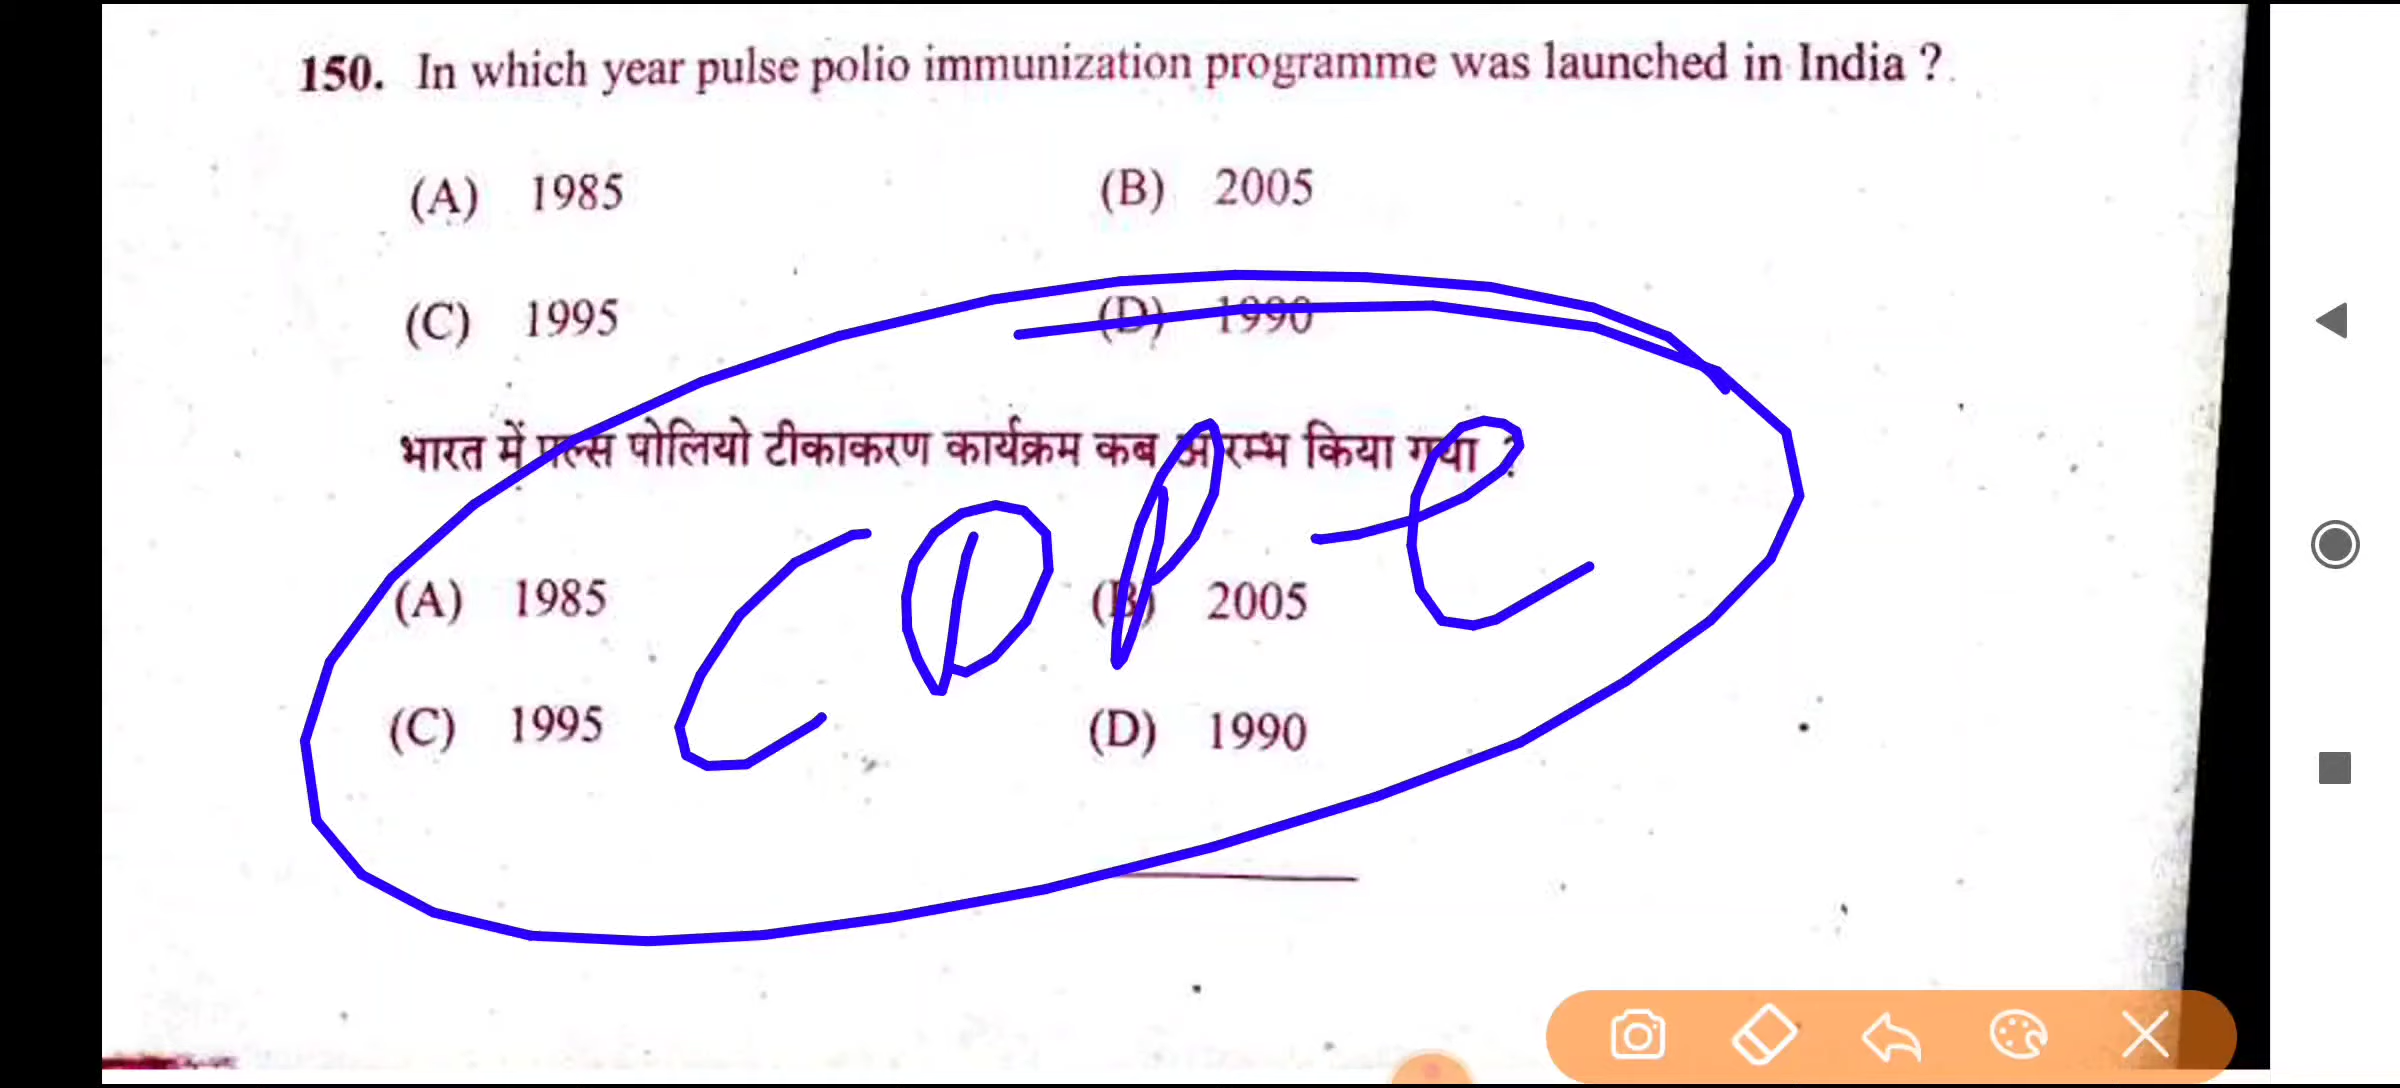 150. In which year pulse polio immunization programme was launched in India ?
(A) 1985 (B) 2005
(C) 1995 (D) 1990
भारत में पल्स पोलियो टीकाकरण कार्यक्रम कब आरम्भ किया गया ?
(A) 1985 (B) 2005
(C) 1995 (D) 1990
cope